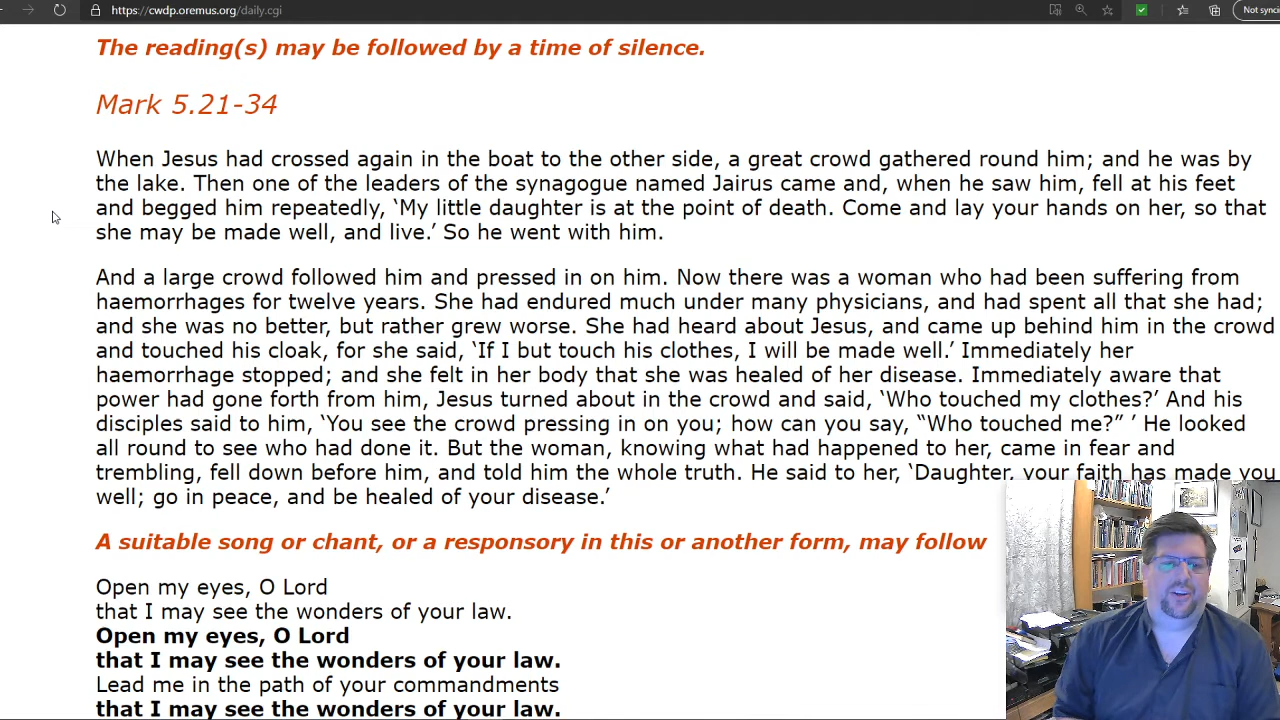 https://cwdp.oremus.org/daily.cgi
Not synci
The reading(s) may be followed by a time of silence.
Mark 5.21-34
When Jesus had crossed again in the boat to the other side, a great crowd gathered round him; and he was by
the lake. Then one of the leaders of the synagogue named Jairus came and, when he saw him, fell at his feet
and begged him repeatedly, ‘My little daughter is at the point of death. Come and lay your hands on her, so that
she may be made well, and live.’ So he went with him.
And a large crowd followed him and pressed in on him. Now there was a woman who had been suffering from
haemorrhages for twelve years. She had endured much under many physicians, and had spent all that she had;
and she was no better, but rather grew worse. She had heard about Jesus, and came up behind him in the crowd
and touched his cloak, for she said, ‘If I but touch his clothes, I will be made well.’ Immediately her
haemorrhage stopped; and she felt in her body that she was healed of her disease. Immediately aware that
power had gone forth from him, Jesus turned about in the crowd and said, ‘Who touched my clothes?’ And his
disciples said to him, ‘You see the crowd pressing in on you; how can you say, “Who touched me?” ’ He looked
all round to see who had done it. But the woman, knowing what had happened to her, came in fear and
trembling, fell down before him, and told him the whole truth. He said to her, ‘Daughter, your faith has made you
well; go in peace, and be healed of your disease.’
A suitable song or chant, or a responsory in this or another form, may follow
Open my eyes, O Lord
that I may see the wonders of your law.
Open my eyes, O Lord
that I may see the wonders of your law.
Lead me in the path of your commandments
that I may see the wonders of your law.